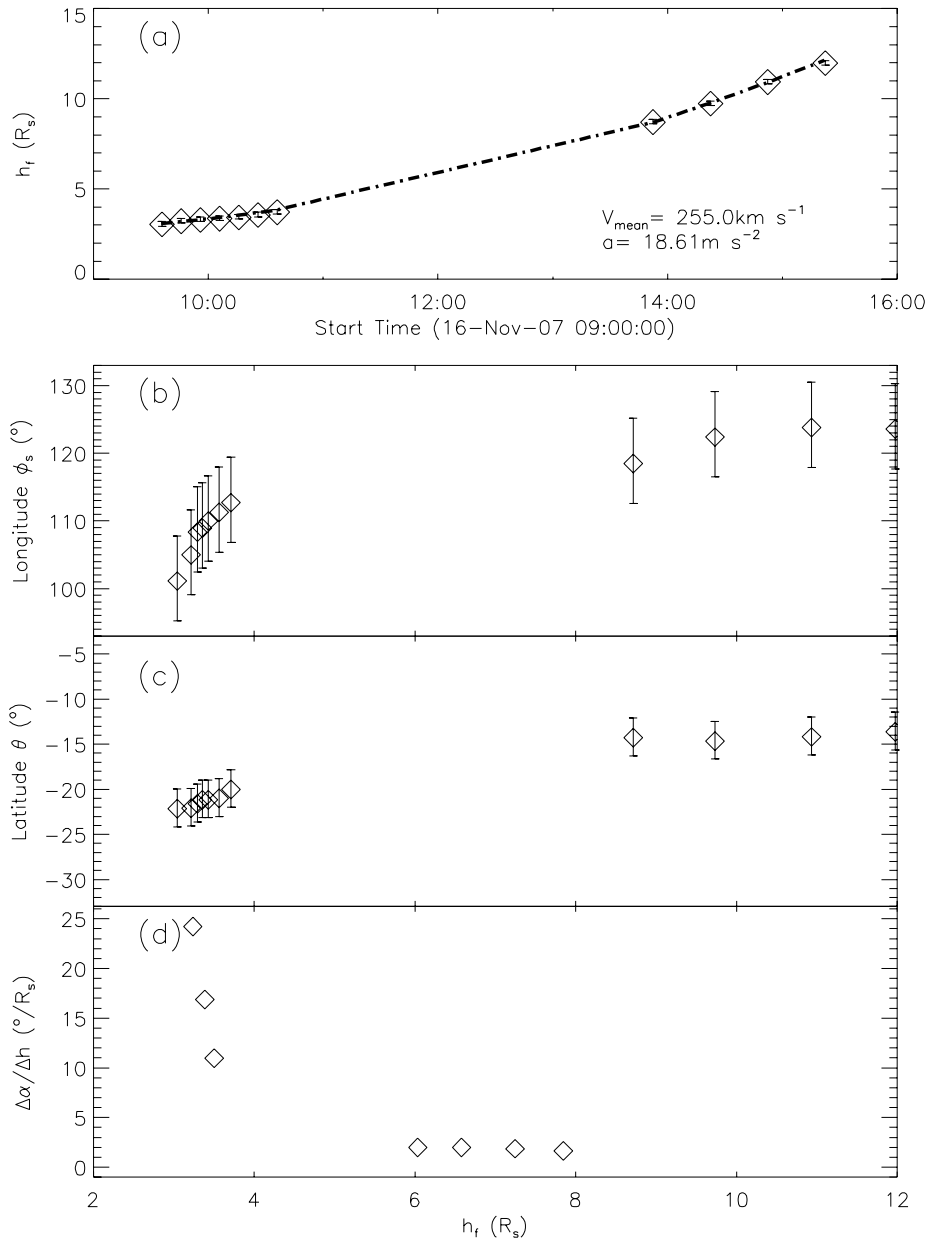 (a)
15
10
5
0
h_f (R_s)
V_mean= 255.0km s⁻¹
a= 18.61m s⁻²
10:00 12:00 14:00 16:00
Start Time (16-Nov-07 09:00:00)
(b)
130
120
110
100
Longitude ϕ_s (°)
(c)
-5
-10
-15
-20
-25
-30
Latitude θ (°)
(d)
25
20
15
10
5
0
Δα/Δh (°/R_s)
2 4 6 8 10 12
h_f (R_s)